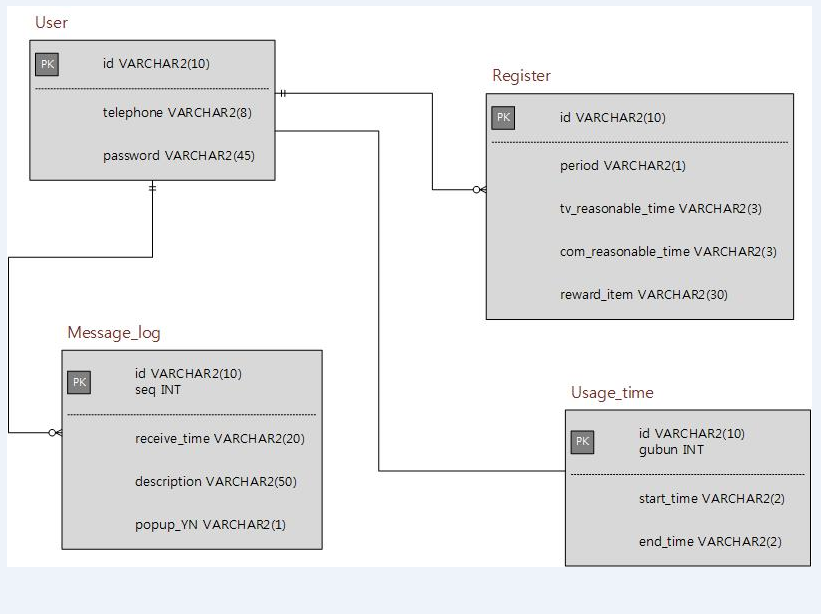 User
PK
id VARCHAR2(10)
telephone VARCHAR2(8)
password VARCHAR2(45)
Register
PK
id VARCHAR2(10)
period VARCHAR2(1)
tv_reasonable_time VARCHAR2(3)
com_reasonable_time VARCHAR2(3)
reward_item VARCHAR2(30)
Message_log
PK
id VARCHAR2(10)
seq INT
receive_time VARCHAR2(20)
description VARCHAR2(50)
popup_YN VARCHAR2(1)
Usage_time
PK
id VARCHAR2(10)
gubun INT
start_time VARCHAR2(2)
end_time VARCHAR2(2)